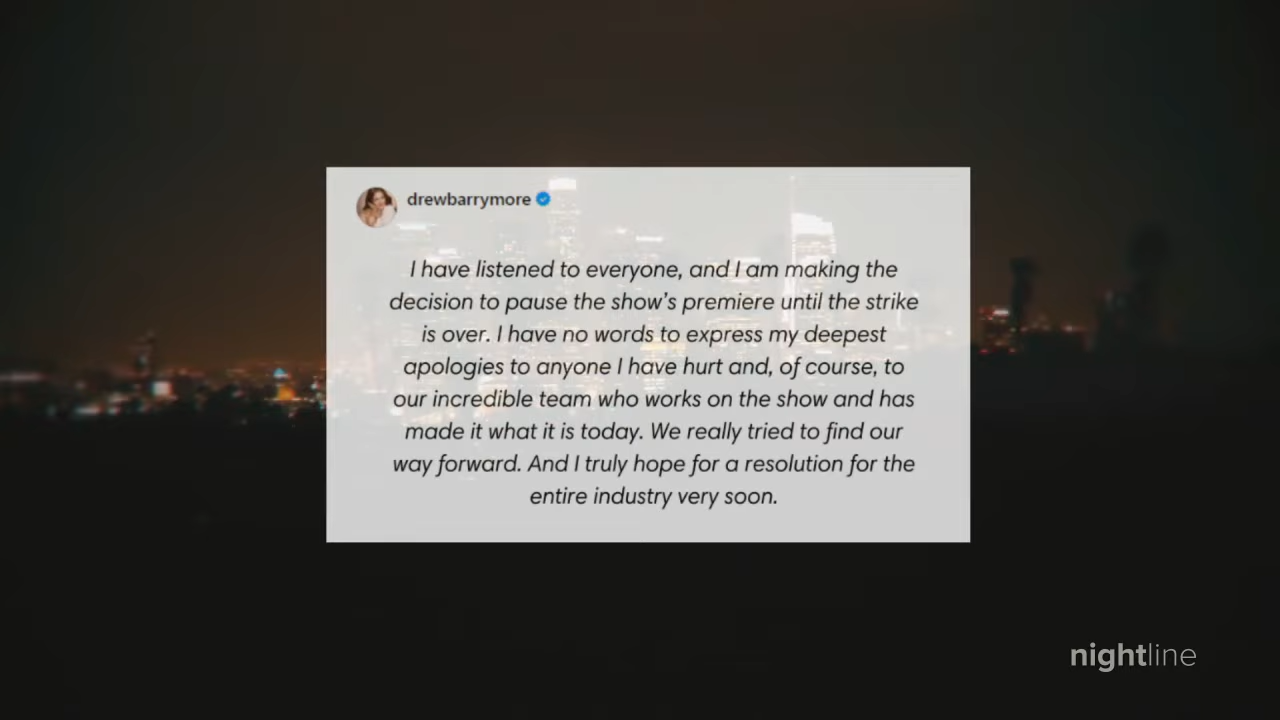 drewbarrymore
I have listened to everyone, and I am making the
decision to pause the show's premiere until the strike
is over. I have no words to express my deepest
apologies to anyone I have hurt and, of course, to
our incredible team who works on the show and has
made it what it is today. We really tried to find our
way forward. And I truly hope for a resolution for the
entire industry very soon.
nightline